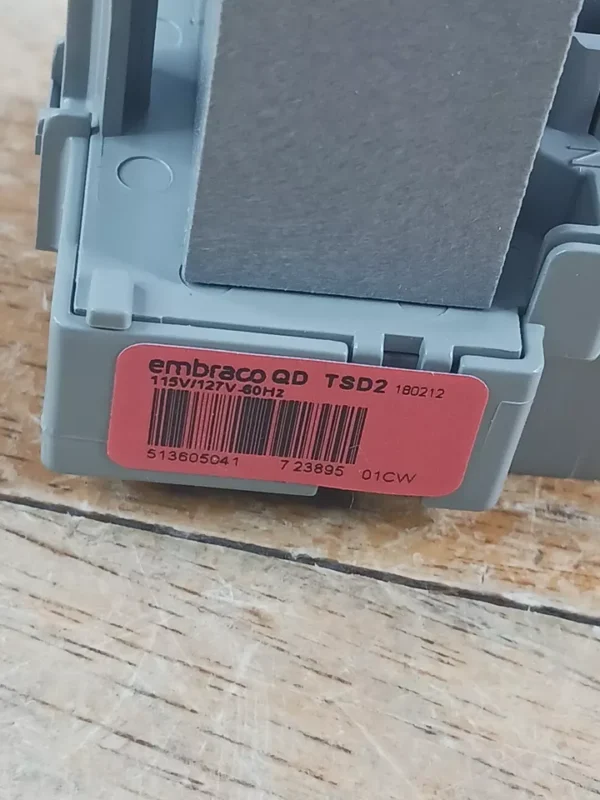 embraco QD TSD2 180212
115V/127V-60Hz
513605041 723895 01CW